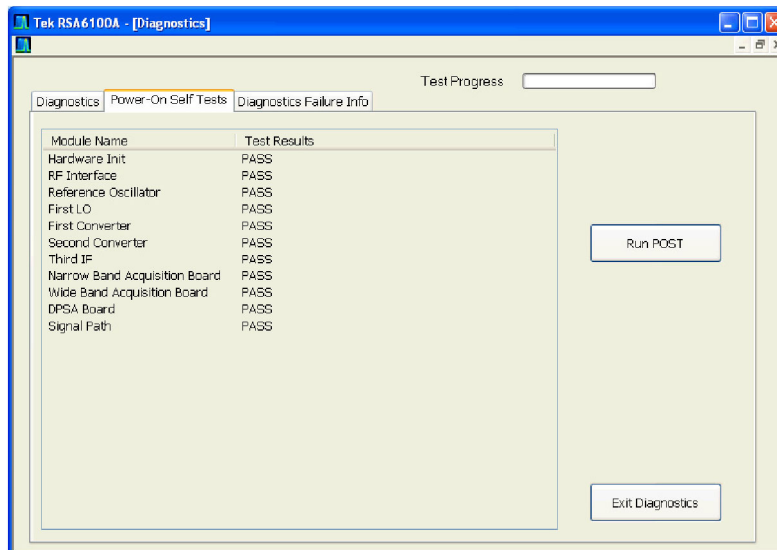 Tek RSA6100A - [Diagnostics]
Test Progress
Diagnostics Power-On Self Tests Diagnostics Failure Info
Module Name Test Results
Hardware Init PASS
RF Interface PASS
Reference Oscillator PASS
First LO PASS
First Converter PASS
Second Converter PASS
Third IF PASS
Narrow Band Acquisition Board PASS
Wide Band Acquisition Board PASS
DPSA Board PASS
Signal Path PASS
Run POST
Exit Diagnostics